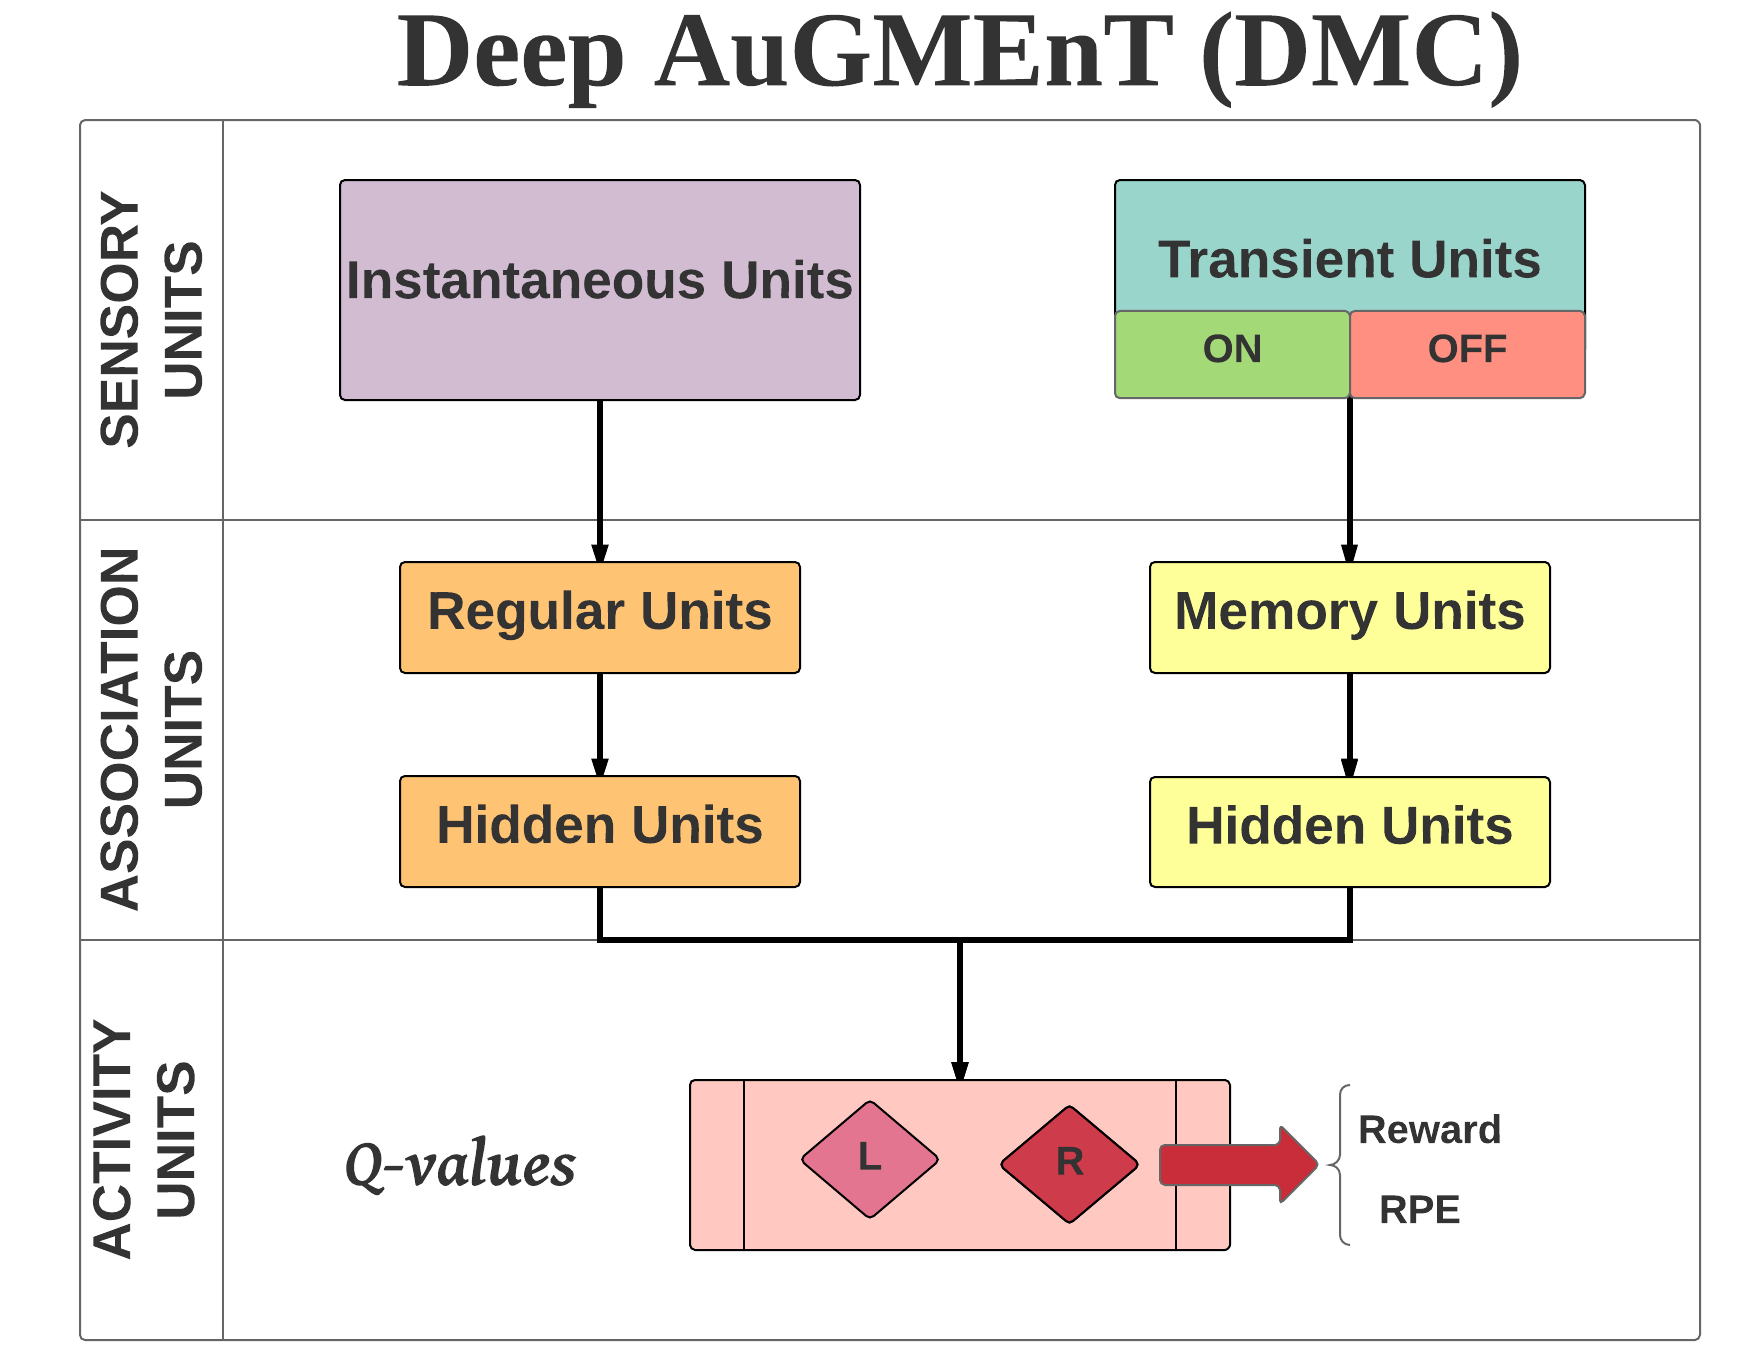 Deep AuGMEnT (DMC)
SENSORY
UNITS
Instantaneous Units
Transient Units
ON
OFF
ASSOCIATION
UNITS
Regular Units
Memory Units
Hidden Units
Hidden Units
ACTIVITY
UNITS
Q-values
L
R
Reward
RPE